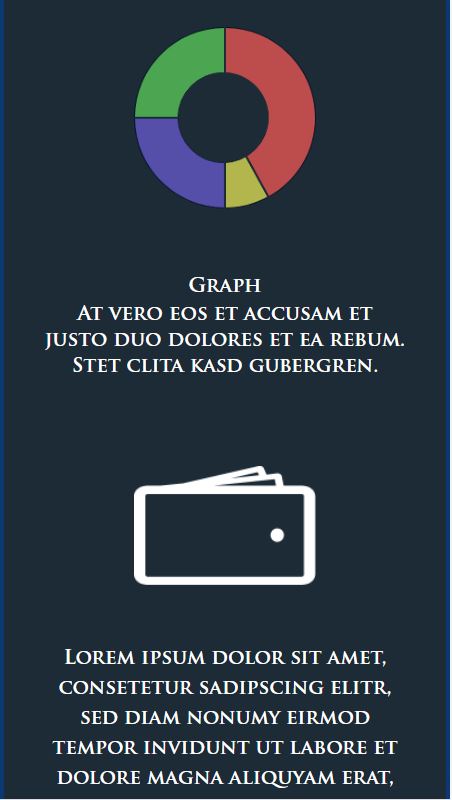 Graph
At vero eos et accusam et
justo duo dolores et ea rebum.
Stet clita kasd gubergren.
Lorem ipsum dolor sit amet,
consetetur sadipscing elitr,
sed diam nonumy eirmod
tempor invidunt ut labore et
dolore magna aliquyam erat,